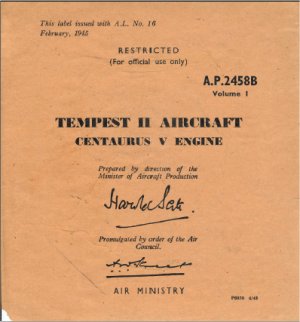 This label issued with A.L. No. 16
February, 1945
RESTRICTED
(For official use only)
A.P.2458B
Volume 1
TEMPEST II AIRCRAFT
CENTAURUS V ENGINE
Prepared by direction of the
Minister of Aircraft Production
Promulgated by order of the Air
Council.
AIR MINISTRY